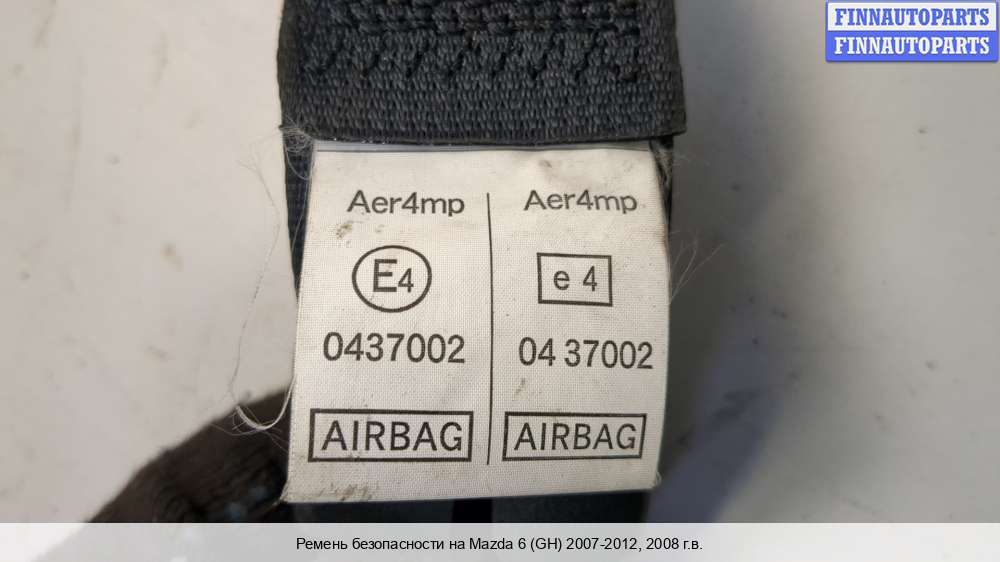 FINNAUTOPARTS
FINNAUTOPARTS
Aer4mp Aer4mp
E4 e 4
0437002 04 37002
AIRBAG AIRBAG
Ремень безопасности на Mazda 6 (GH) 2007-2012, 2008 г.в.